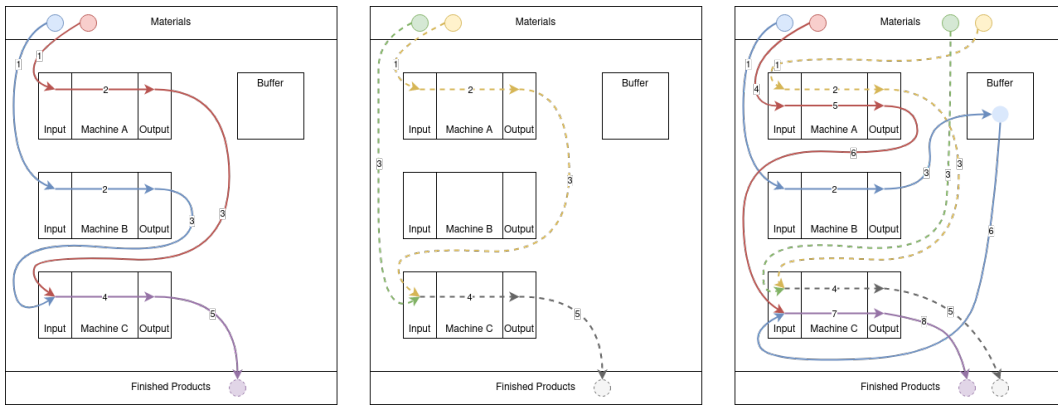 Materials
1
1
2
Input
Machine A
Output
Buffer
2
3
3
Input
Machine B
Output
4
Input
Machine C
Output
5
Finished Products
Materials
1
2
Input
Machine A
Output
Buffer
3
3
Input
Machine B
Output
4
Input
Machine C
Output
5
Finished Products
Materials
1
1
4
2
5
Input
Machine A
Output
Buffer
6
3
3
3
2
Input
Machine B
Output
6
4
7
Input
Machine C
Output
5
8
Finished Products